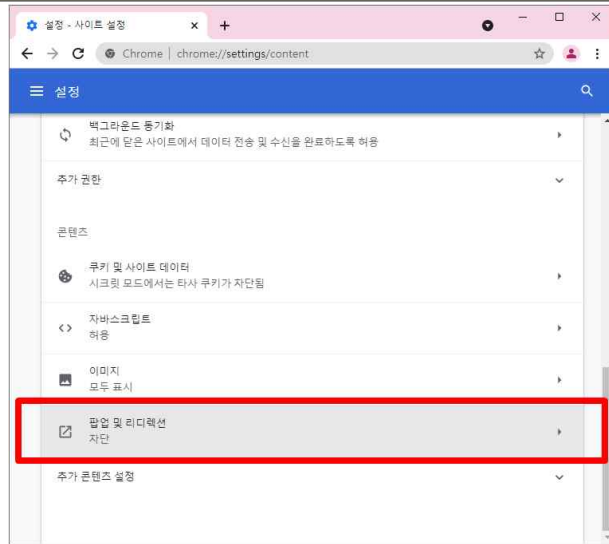 설정 - 사이트 설정
Chrome | chrome://settings/content
설정
백그라운드 동기화
최근에 닫은 사이트에서 데이터 전송 및 수신을 완료하도록 허용
추가 권한
콘텐츠
쿠키 및 사이트 데이터
시크릿 모드에서는 타사 쿠키가 차단됨
자바스크립트
허용
이미지
모두 표시
팝업 및 리디렉션
차단
추가 콘텐츠 설정